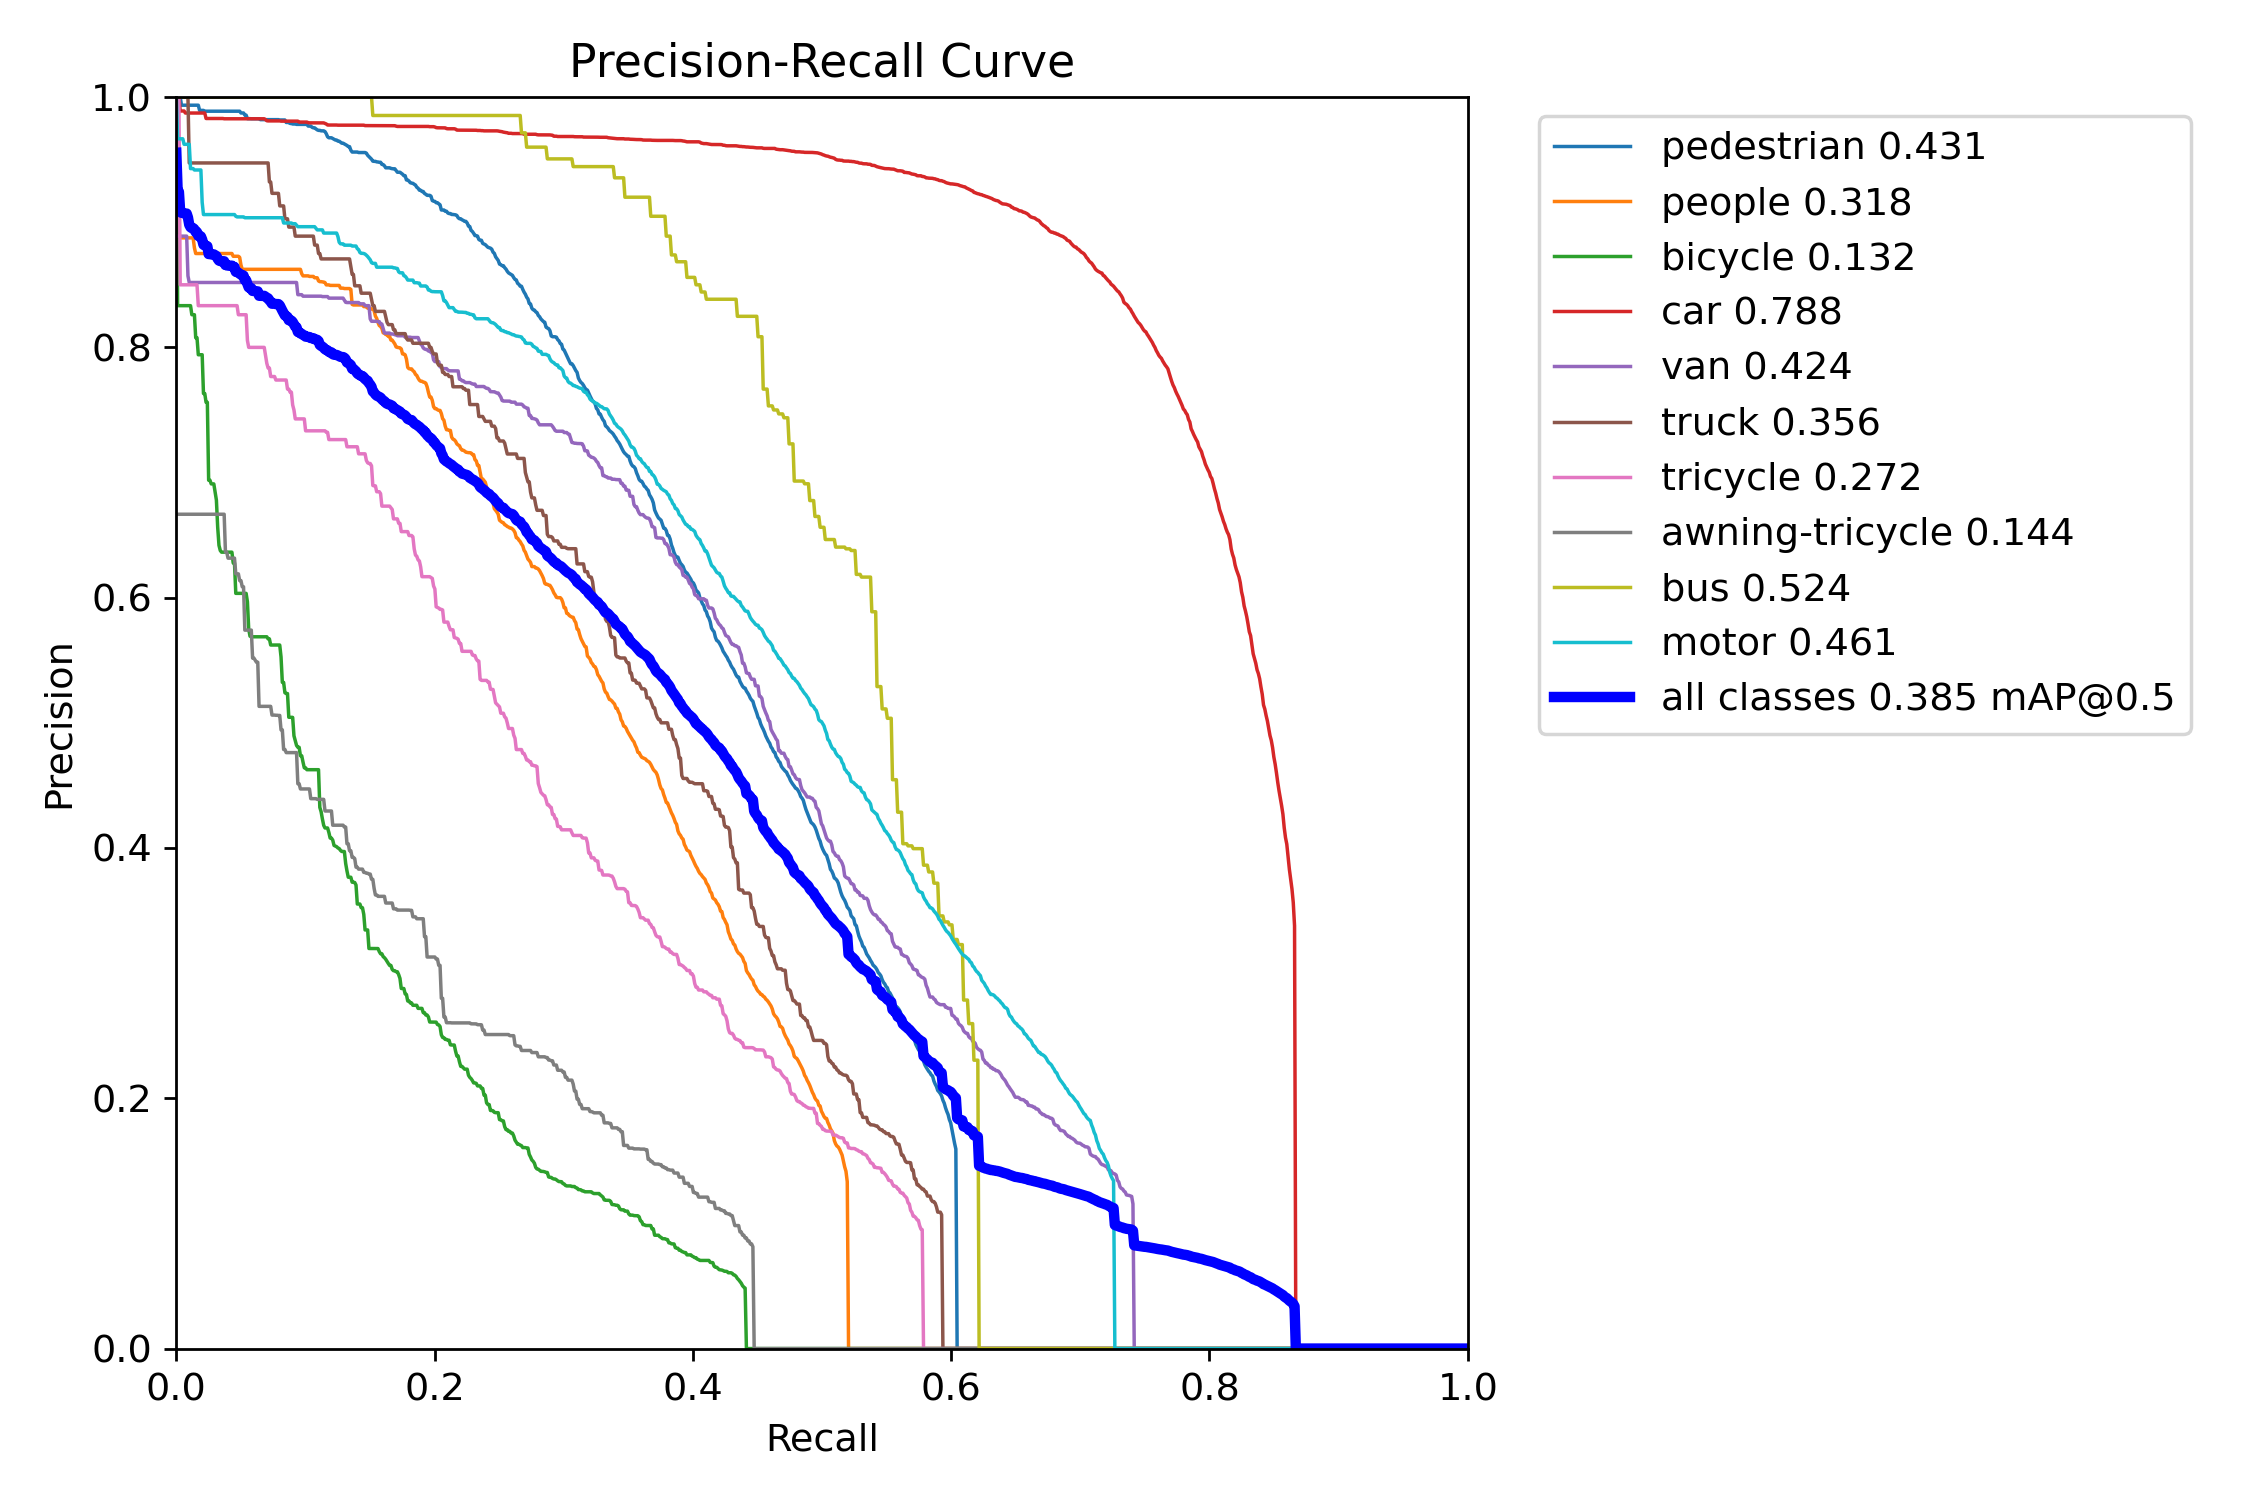 Precision-Recall Curve
1.0
0.8
0.6
0.4
0.2
0.0
Precision
0.0 0.2 0.4 0.6 0.8 1.0
Recall
pedestrian 0.431
people 0.318
bicycle 0.132
car 0.788
van 0.424
truck 0.356
tricycle 0.272
awning-tricycle 0.144
bus 0.524
motor 0.461
all classes 0.385 mAP@0.5